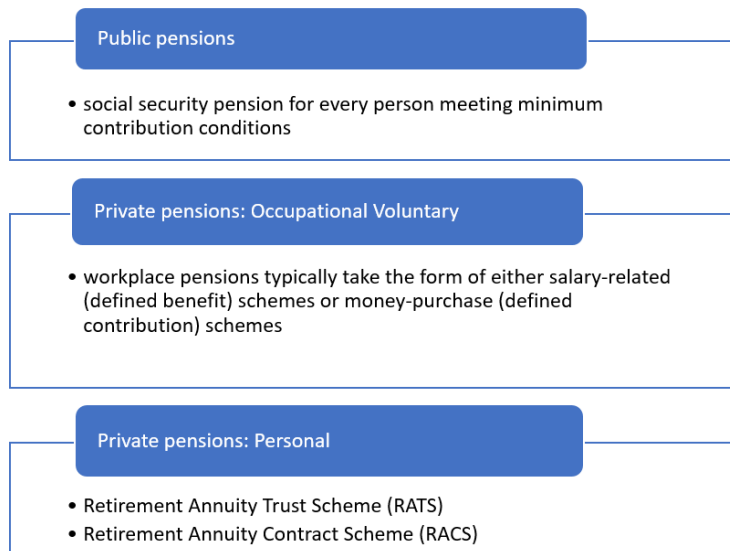 Public pensions
• social security pension for every person meeting minimum
contribution conditions
Private pensions: Occupational Voluntary
• workplace pensions typically take the form of either salary-related
(defined benefit) schemes or money-purchase (defined
contribution) schemes
Private pensions: Personal
• Retirement Annuity Trust Scheme (RATS)
• Retirement Annuity Contract Scheme (RACS)